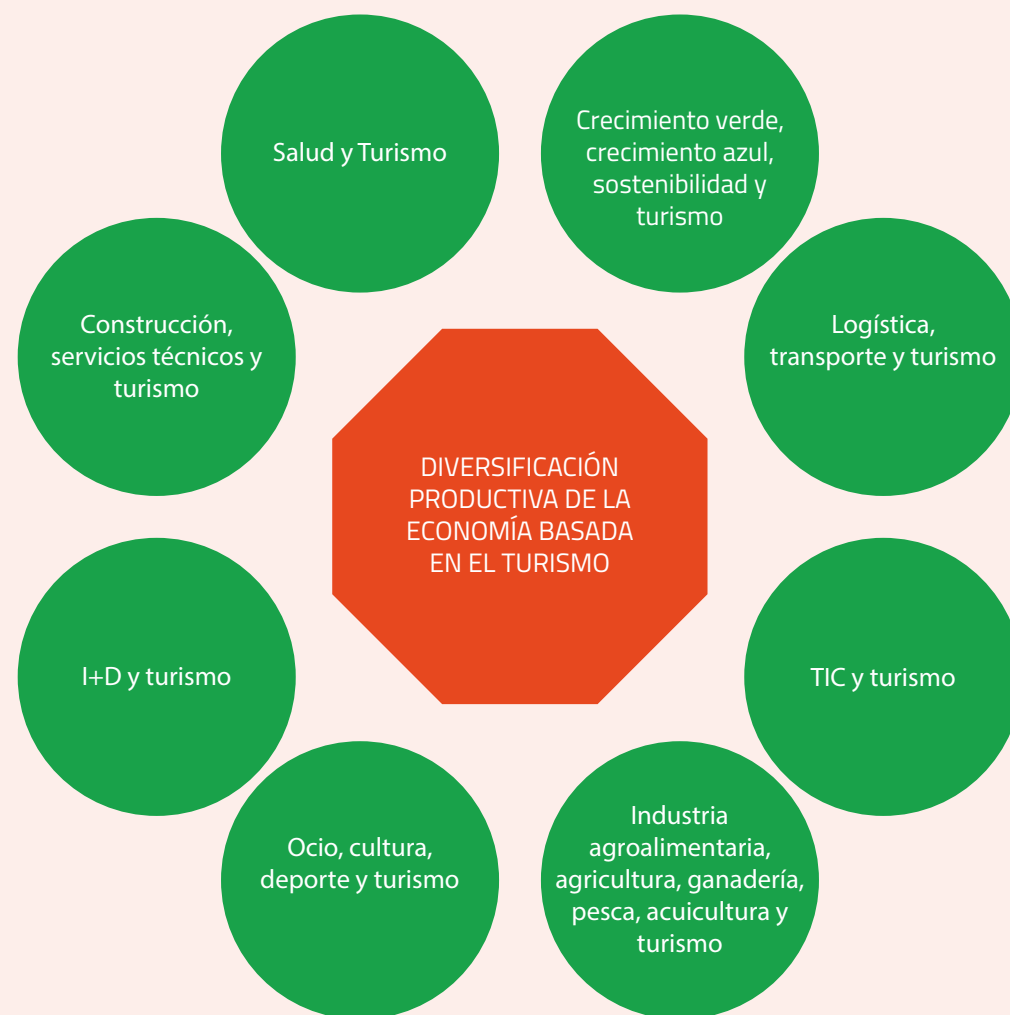 Salud y Turismo
Crecimiento verde,
crecimiento azul,
sostenibilidad y
turismo
Construcción,
servicios técnicos y
turismo
Logística,
transporte y turismo
DIVERSIFICACIÓN
PRODUCTIVA DE LA
ECONOMÍA BASADA
EN EL TURISMO
I+D y turismo
TIC y turismo
Ocio, cultura,
deporte y turismo
Industria
agroalimentaria,
agricultura, ganadería,
pesca, acuicultura y
turismo